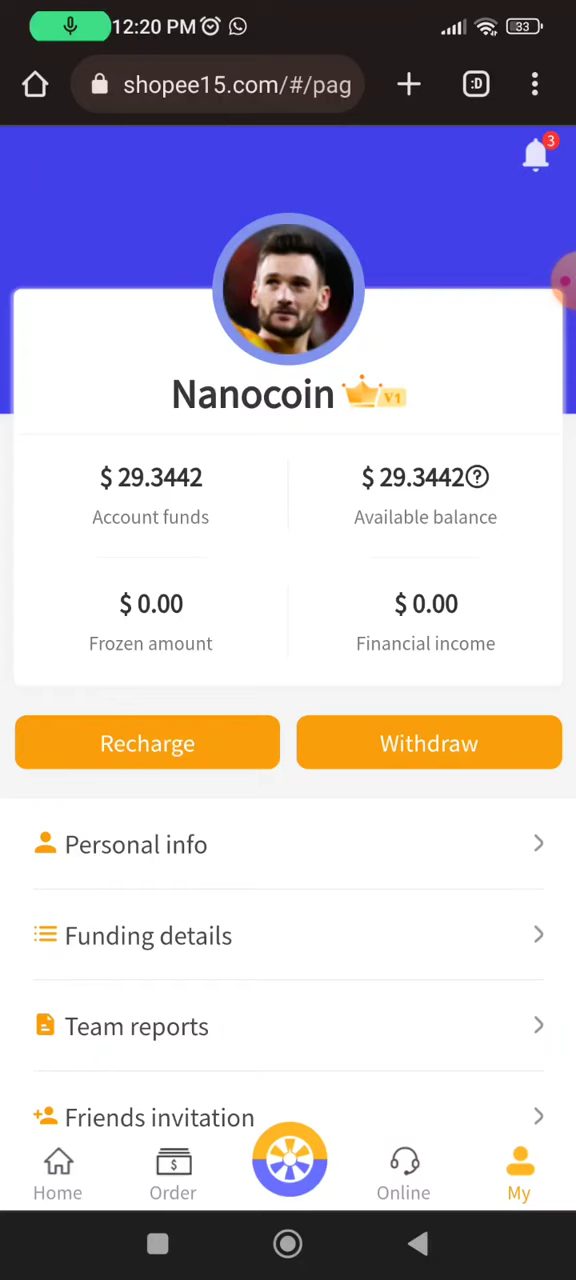 12:20 PM
33
shopee15.com/#/pag
:D
3
Nanocoin V1
$ 29.3442
Account funds
$ 29.3442?
Available balance
$ 0.00
Frozen amount
$ 0.00
Financial income
Recharge
Withdraw
Personal info
Funding details
Team reports
Friends invitation
$
Home
Order
Online
My